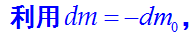 利用 dm = −dm₀，